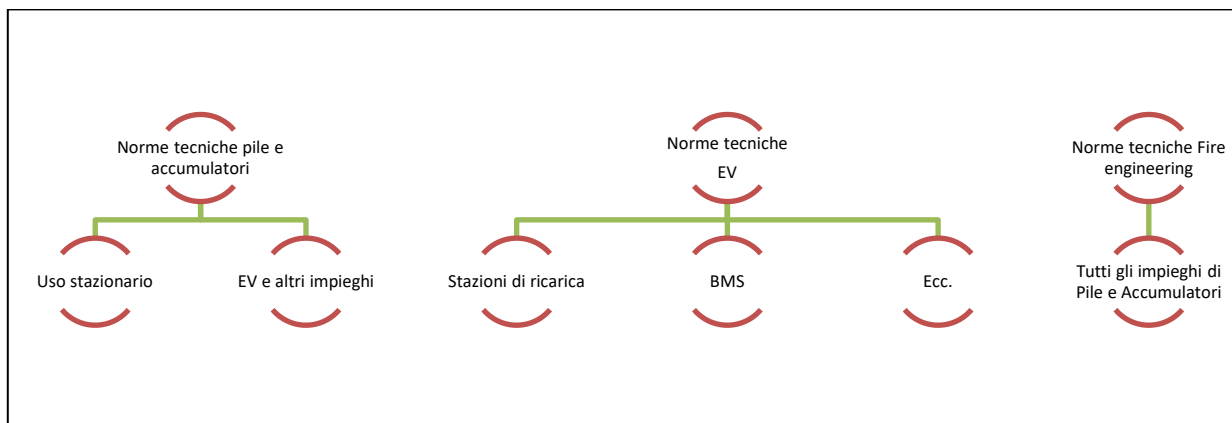 Norme tecniche pile e
accumulatori
Norme tecniche
EV
Norme tecniche Fire
engineering
Uso stazionario
EV e altri impieghi
Stazioni di ricarica
BMS
Ecc.
Tutti gli impieghi di
Pile e Accumulatori